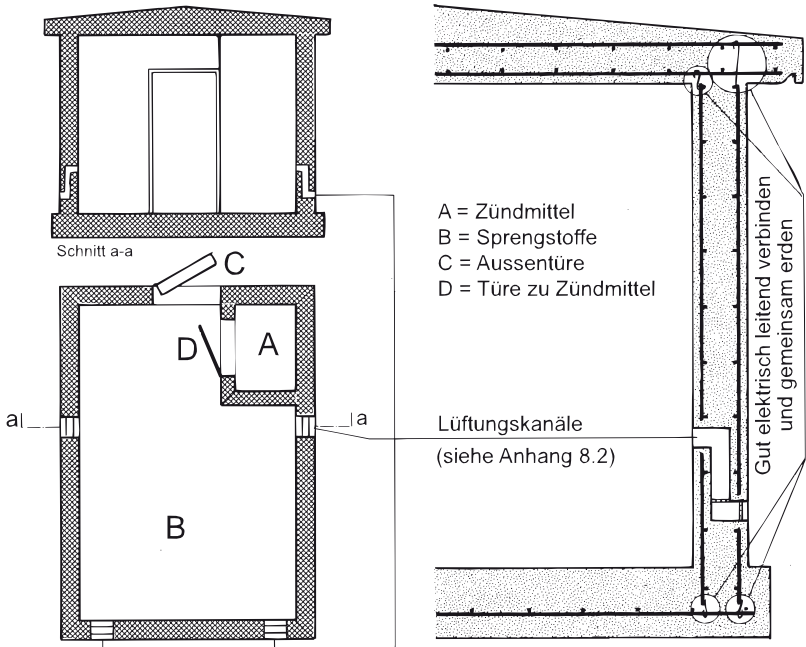 Schnitt a-a
C
D
A
a
a
B
A = Zündmittel
B = Sprengstoffe
C = Aussentüre
D = Türe zu Zündmittel
Lüftungskanäle
(siehe Anhang 8.2)
Gut elektrisch leitend verbinden
und gemeinsam erden